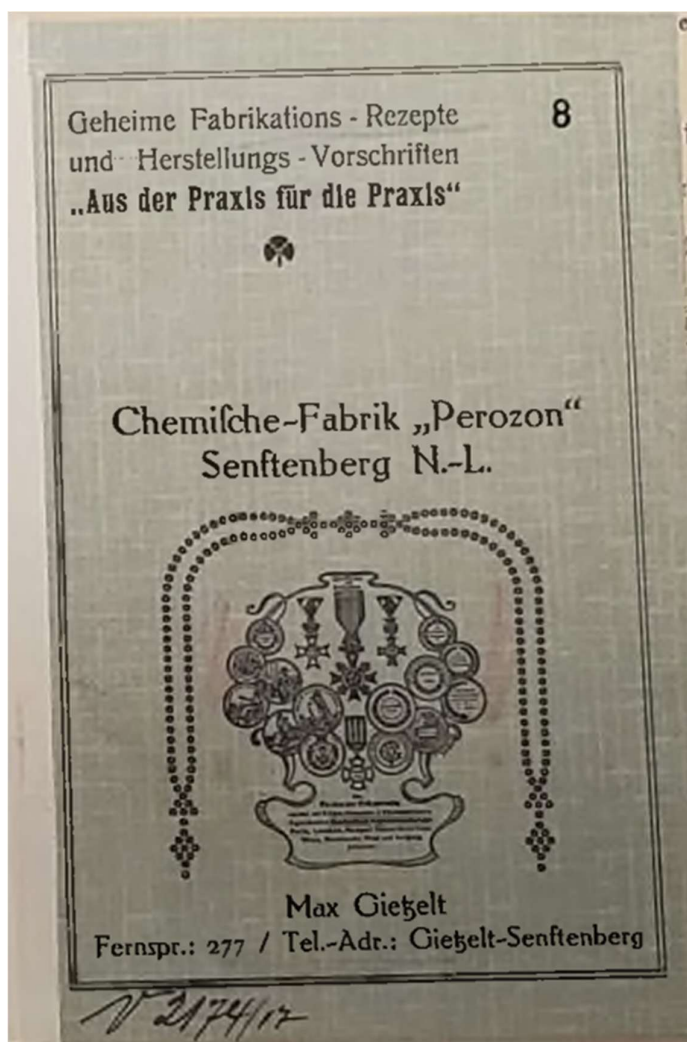 Geheime Fabrikations - Rezepte 8
und Herstellungs - Vorschriften
„Aus der Praxis für die Praxis“
Chemiſche-Fabrik „Perozon“
Senftenberg N.-L.
Max Gietzelt
Fernspr.: 277 / Tel.-Adr.: Gietzelt-Senftenberg
V 2174/17